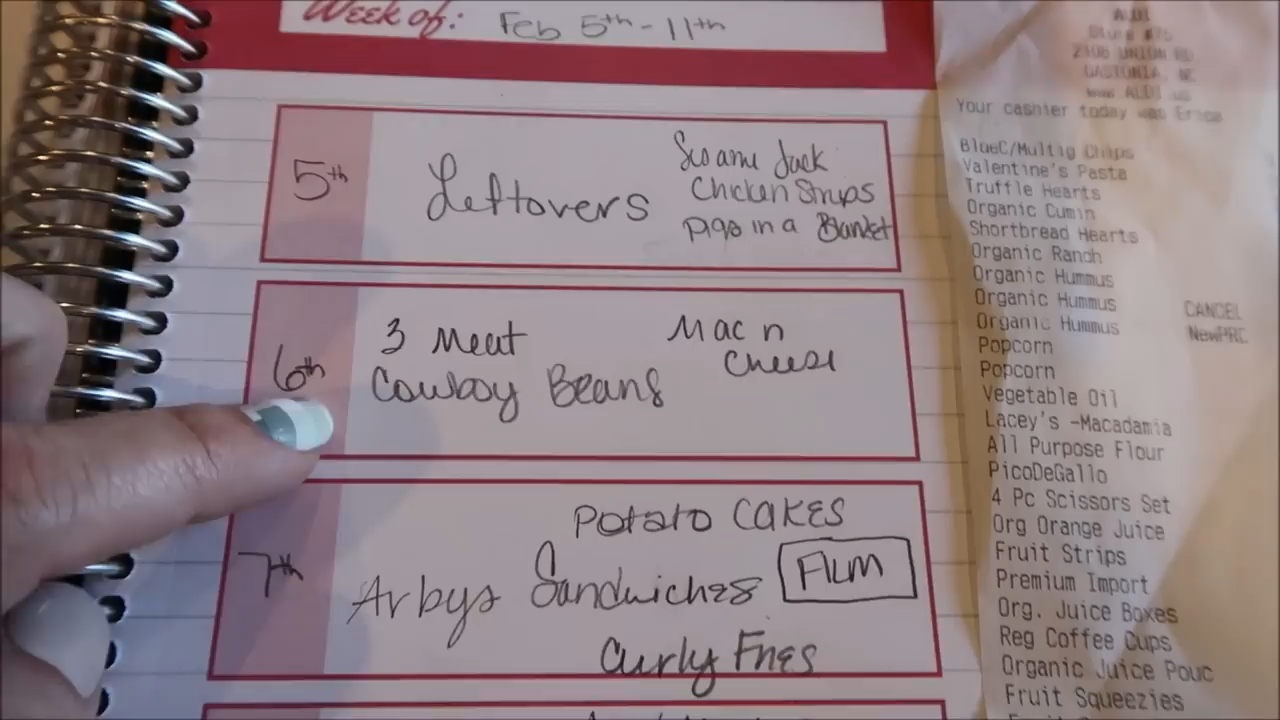 Week of: Feb 5th - 11th
5th
Leftovers
Sesame Jack
Chicken Strips
pigs in a Blanket
6th
3 Meat
Cowboy Beans
Mac n
Cheese
7th
Potato CAKES
Arbys Sandwiches
FILM
Curly Fries
ALDI
Store #76
UNION RD
GASTONIA, NC
www.ALDI.us
Your cashier today was Erica
BlueC/Multig Chips
Valentine's Pasta
Truffle Hearts
Organic Cumin
Shortbread Hearts
Organic Ranch
Organic Hummus
Organic Hummus CANCEL
Organic Hummus NewPRC
Popcorn
Popcorn
Vegetable Oil
Lacey's -Macadamia
All Purpose Flour
PicoDeGallo
4 Pc Scissors Set
Org Orange Juice
Fruit Strips
Premium Import
Org. Juice Boxes
Reg Coffee Cups
Organic Juice Pouc
Fruit Squeezies